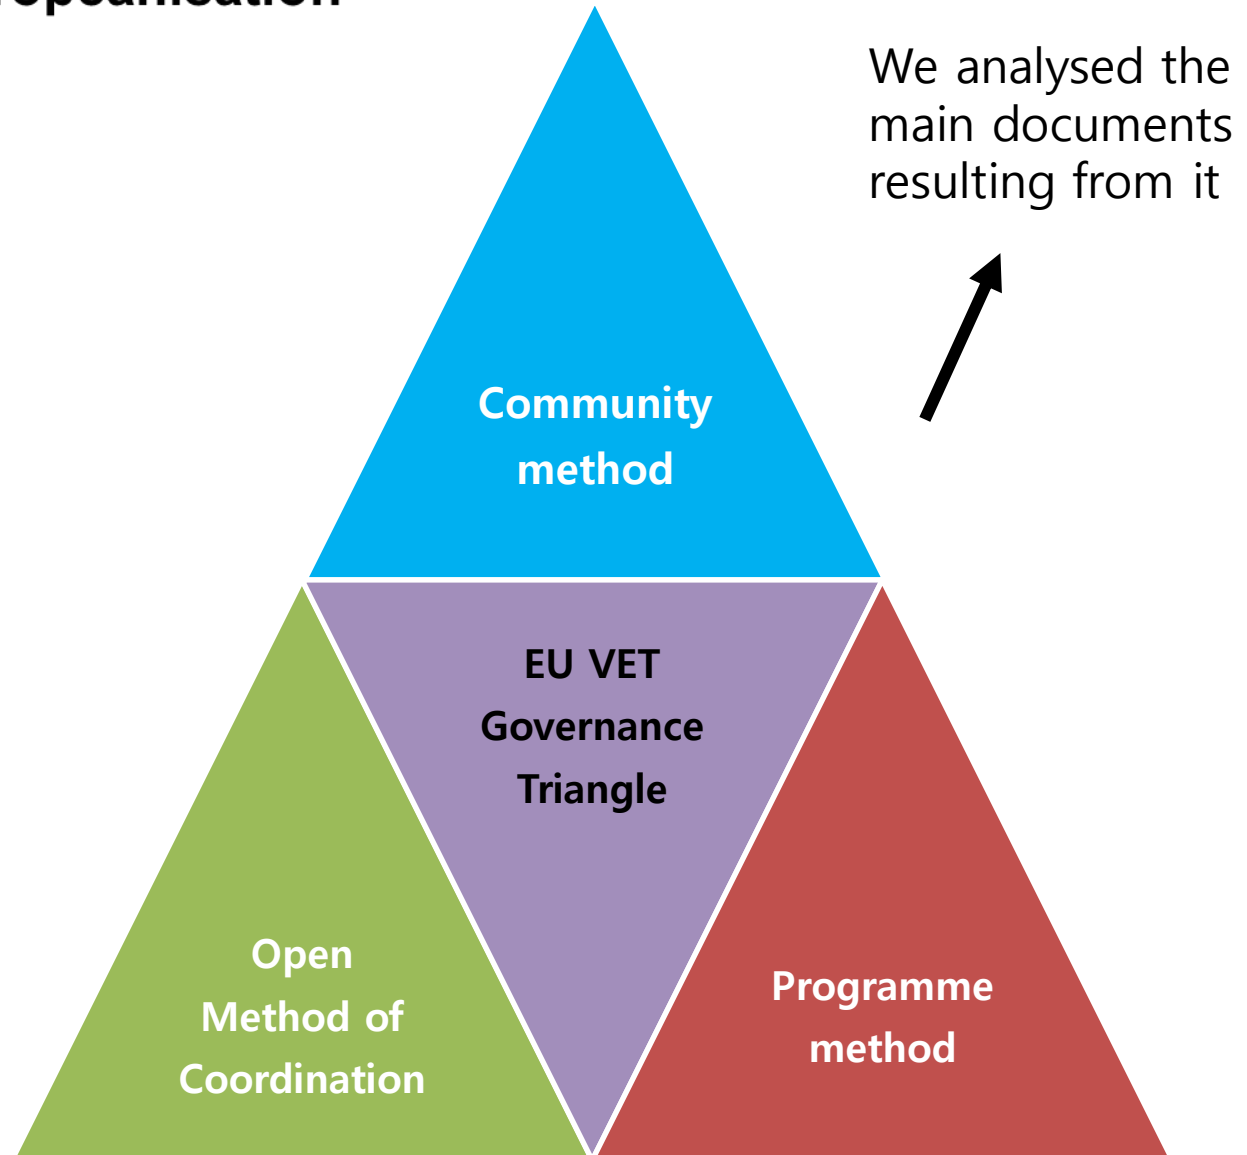 We analysed the
main documents
resulting from it
Community
method
EU VET
Governance
Triangle
Open
Method of
Coordination
Programme
method